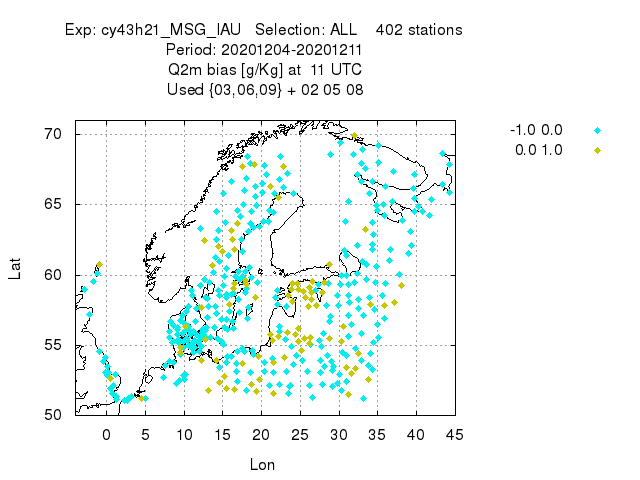 Exp: cy43h21_MSG_IAU Selection: ALL 402 stations
Period: 20201204-20201211
Q2m bias [g/Kg] at 11 UTC
Used {03,06,09} + 02 05 08
-1.0 0.0
0.0 1.0
70
65
60
55
50
Lat
0 5 10 15 20 25 30 35 40 45
Lon